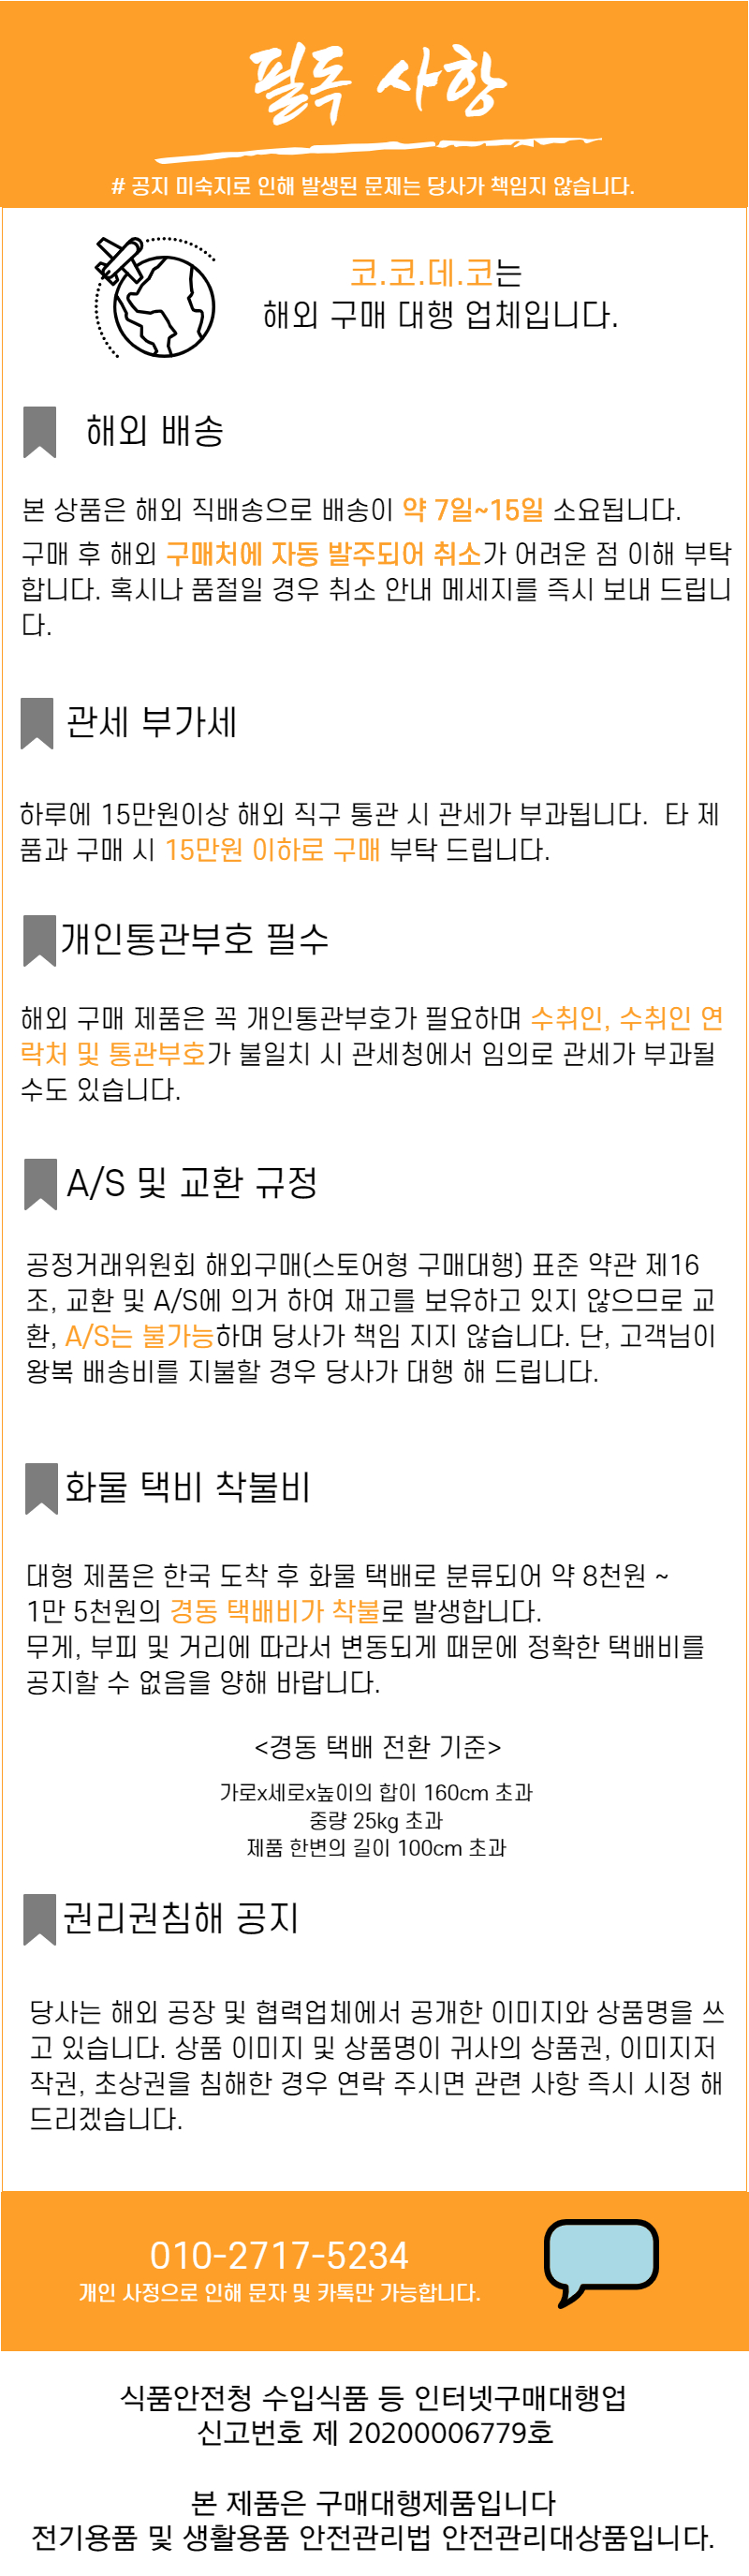 필독 사항
# 공지 미숙지로 인해 발생된 문제는 당사가 책임지 않습니다.
코.코.데.코는
해외 구매 대행 업체입니다.
해외 배송
본 상품은 해외 직배송으로 배송이 약 7일~15일 소요됩니다.
구매 후 해외 구매처에 자동 발주되어 취소가 어려운 점 이해 부탁
합니다. 혹시나 품절일 경우 취소 안내 메세지를 즉시 보내 드립니
다.
관세 부가세
하루에 15만원이상 해외 직구 통관 시 관세가 부과됩니다. 타 제
품과 구매 시 15만원 이하로 구매 부탁 드립니다.
개인통관부호 필수
해외 구매 제품은 꼭 개인통관부호가 필요하며 수취인, 수취인 연
락처 및 통관부호가 불일치 시 관세청에서 임의로 관세가 부과될
수도 있습니다.
A/S 및 교환 규정
공정거래위원회 해외구매(스토어형 구매대행) 표준 약관 제16
조, 교환 및 A/S에 의거 하여 재고를 보유하고 있지 않으므로 교
환, A/S는 불가능하며 당사가 책임 지지 않습니다. 단, 고객님이
왕복 배송비를 지불할 경우 당사가 대행 해 드립니다.
화물 택비 착불비
대형 제품은 한국 도착 후 화물 택배로 분류되어 약 8천원 ~
1만 5천원의 경동 택배비가 착불로 발생합니다.
무게, 부피 및 거리에 따라서 변동되게 때문에 정확한 택배비를
공지할 수 없음을 양해 바랍니다.
<경동 택배 전환 기준>
가로x세로x높이의 합이 160cm 초과
중량 25kg 초과
제품 한변의 길이 100cm 초과
권리권침해 공지
당사는 해외 공장 및 협력업체에서 공개한 이미지와 상품명을 쓰
고 있습니다. 상품 이미지 및 상품명이 귀사의 상품권, 이미지저
작권, 초상권을 침해한 경우 연락 주시면 관련 사항 즉시 시정 해
드리겠습니다.
010-2717-5234
개인 사정으로 인해 문자 및 카톡만 가능합니다.
식품안전청 수입식품 등 인터넷구매대행업
신고번호 제 20200006779호
본 제품은 구매대행제품입니다
전기용품 및 생활용품 안전관리법 안전관리대상품입니다.